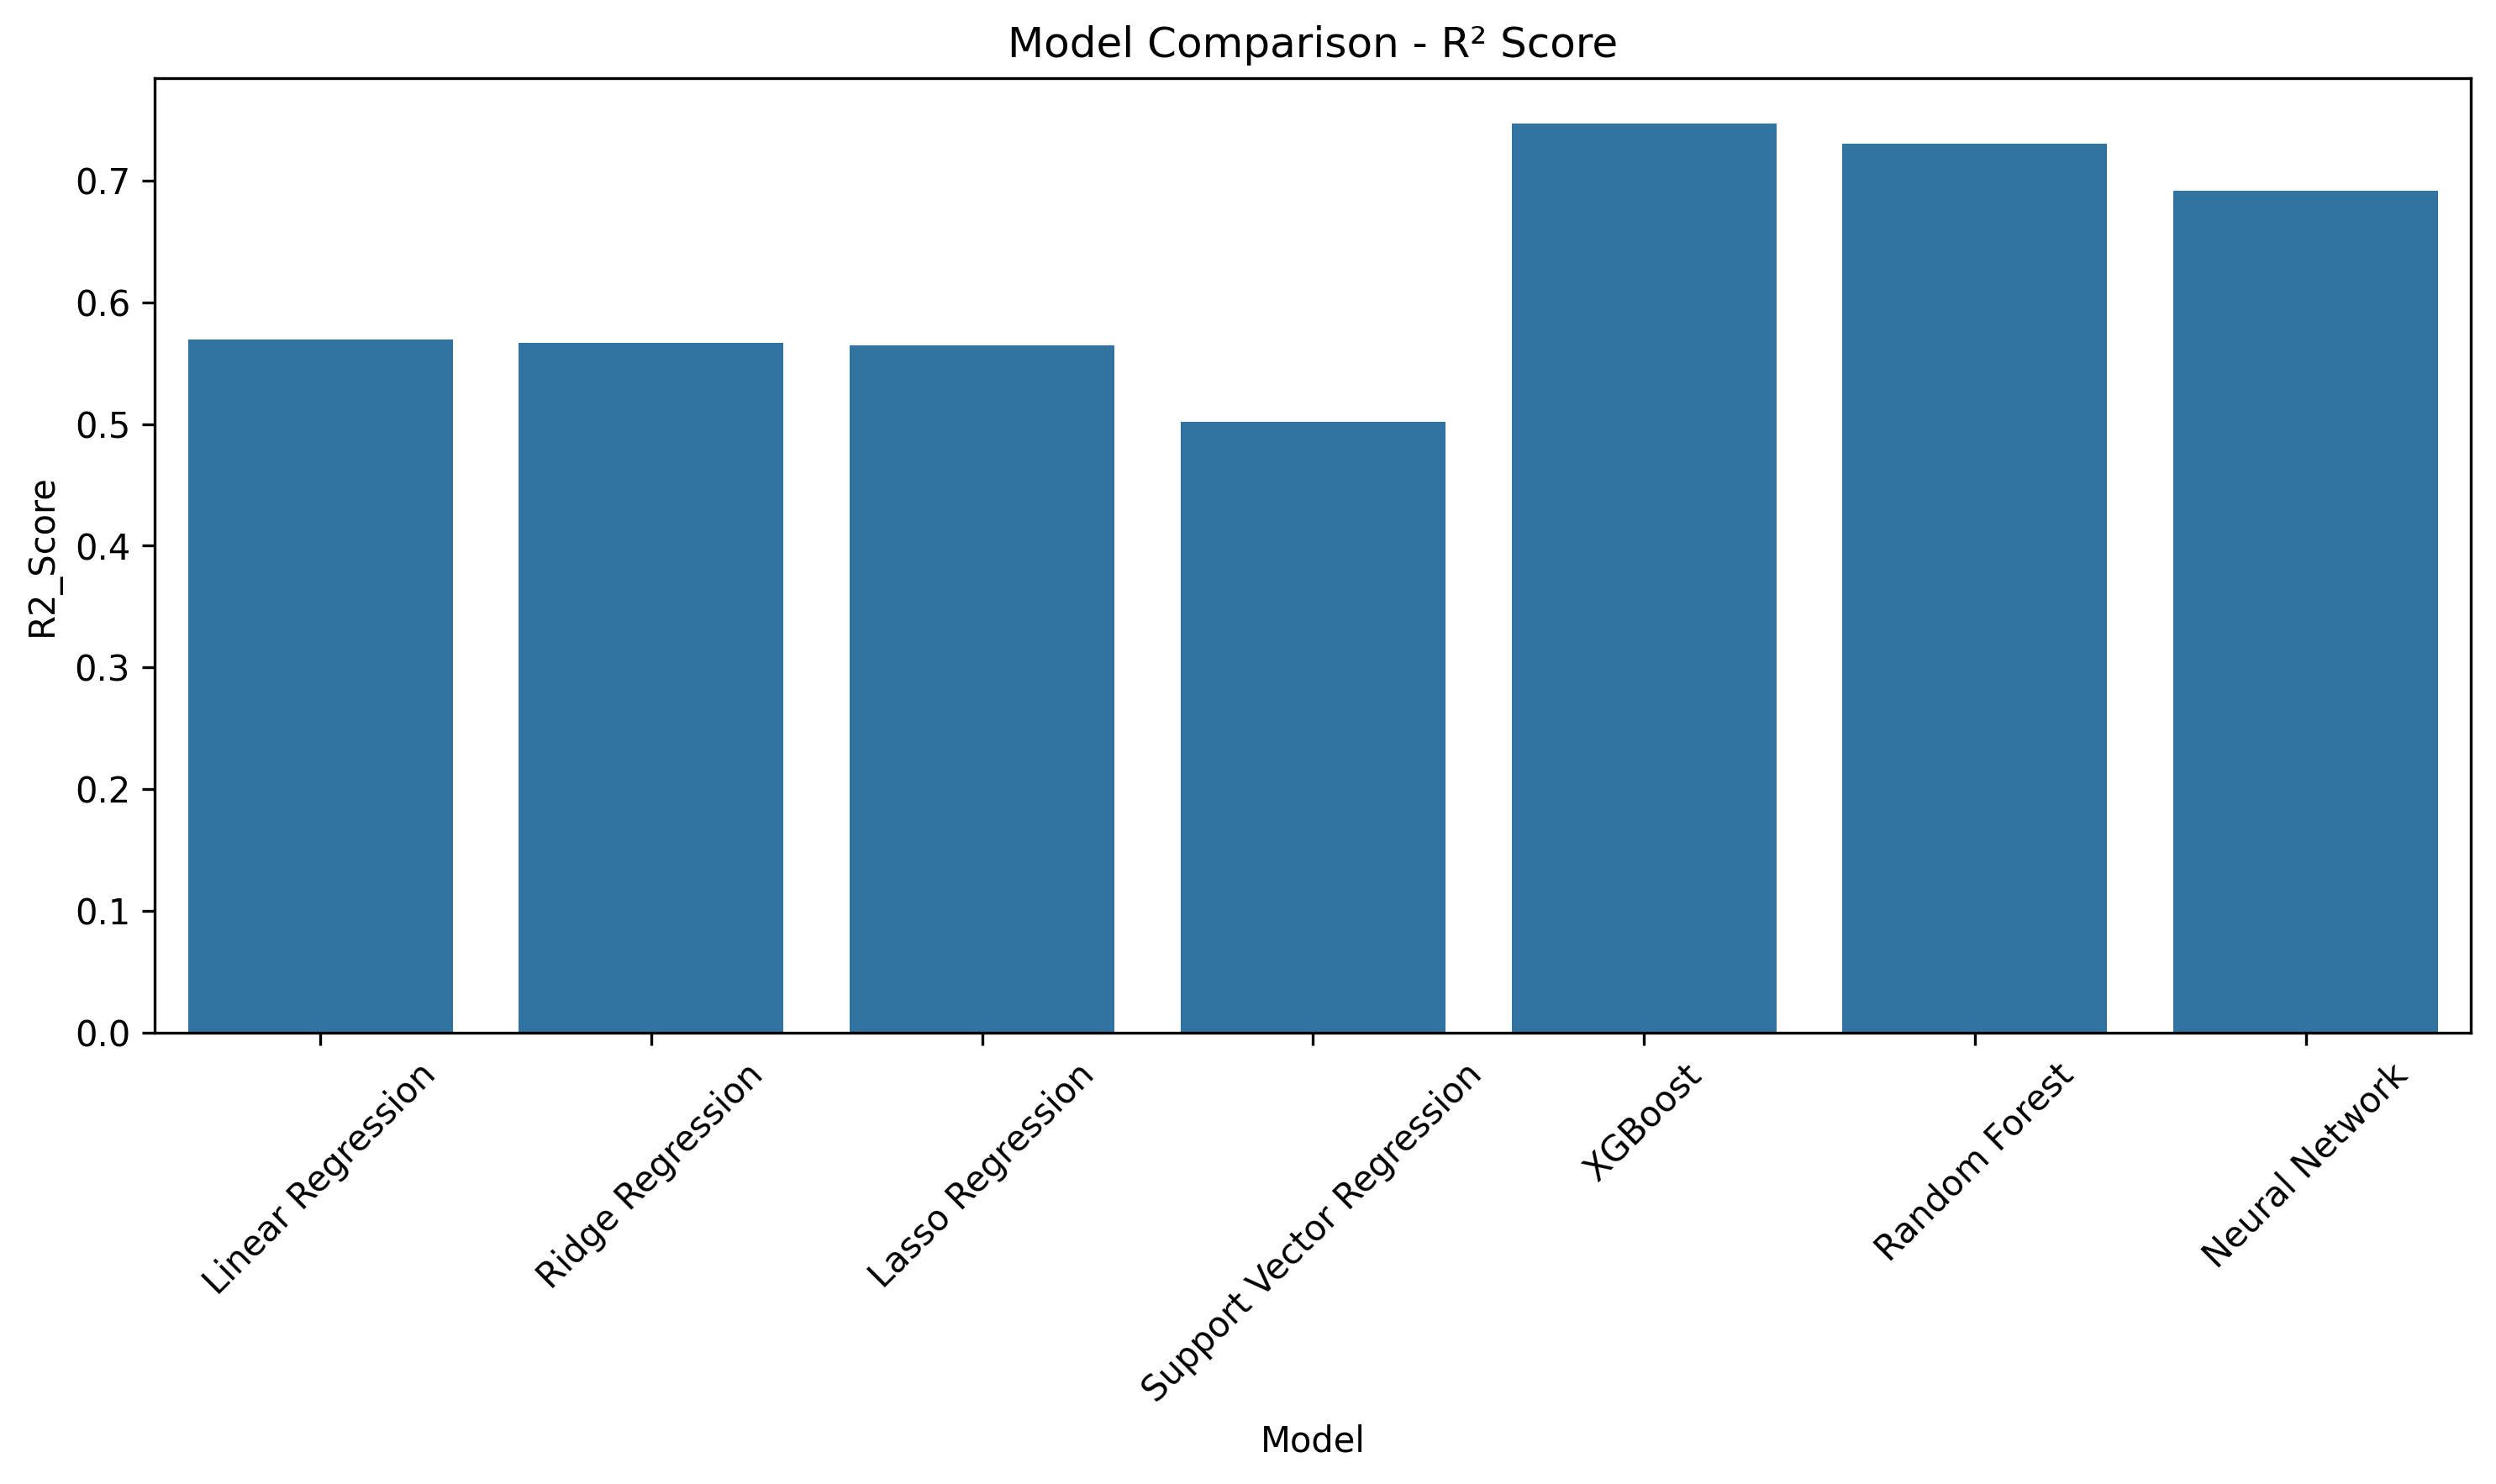 Model Comparison - R² Score
R2_Score
0.7
0.6
0.5
0.4
0.3
0.2
0.1
0.0
Linear Regression
Ridge Regression
Lasso Regression
Support Vector Regression
XGBoost
Random Forest
Neural Network
Model